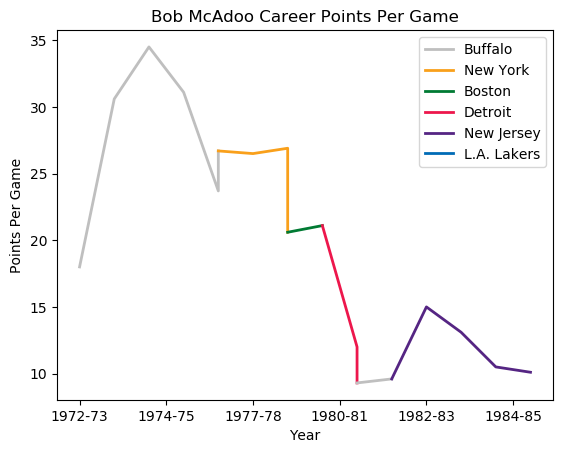 Bob McAdoo Career Points Per Game
35
30
25
20
15
10
Points Per Game
Buffalo
New York
Boston
Detroit
New Jersey
L.A. Lakers
1972-73 1974-75 1977-78 1980-81 1982-83 1984-85
Year